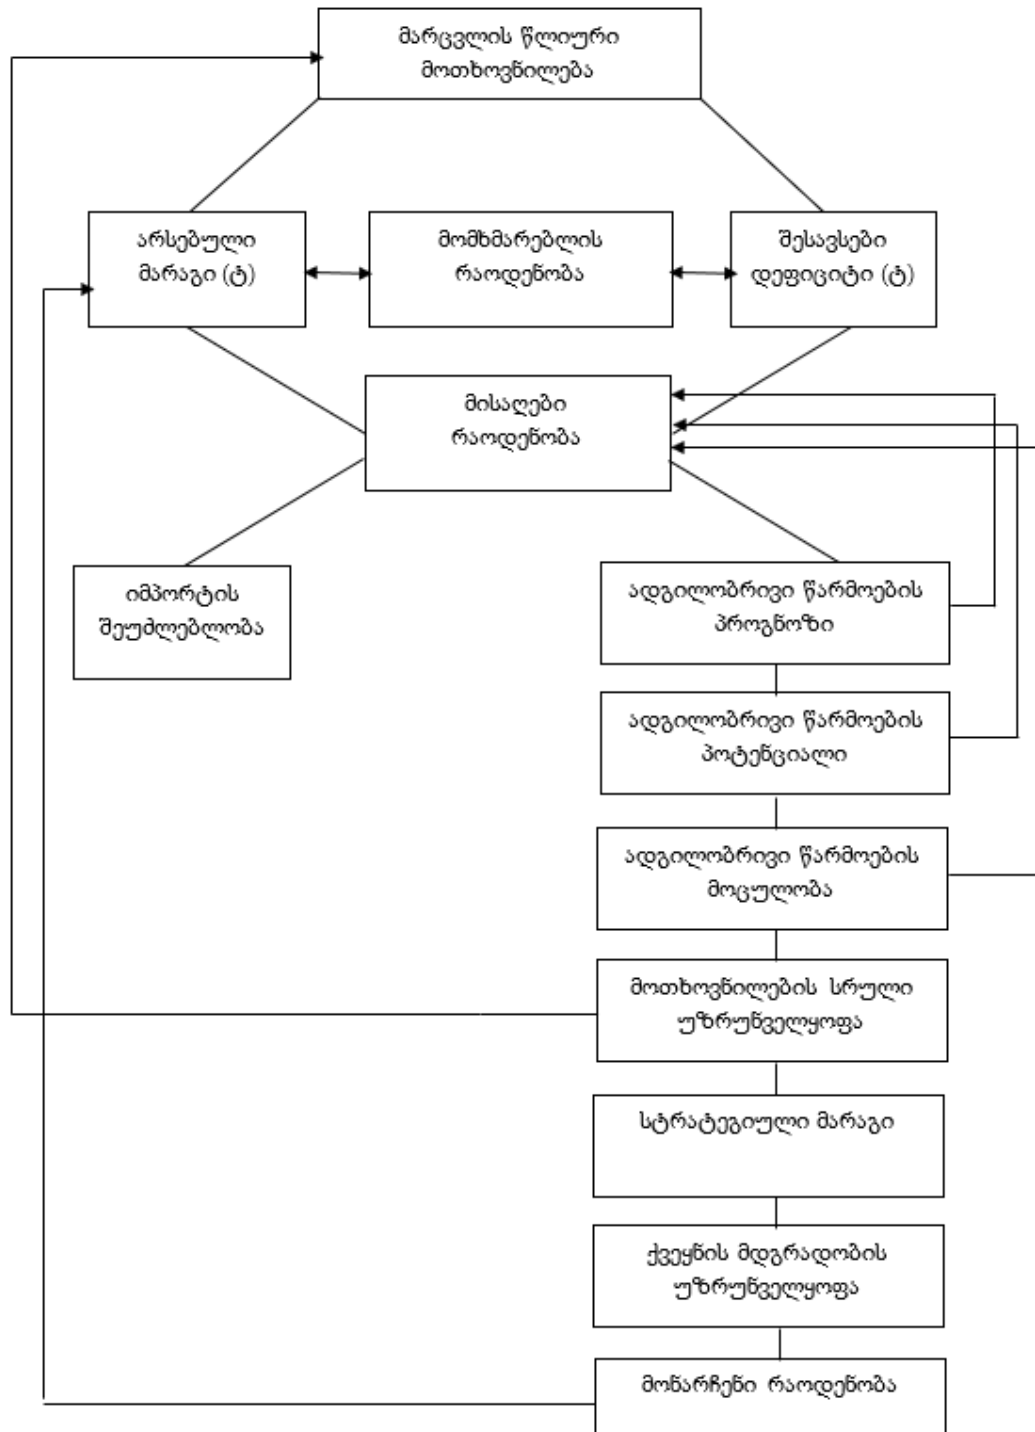 მარცვლის წლიური
მოთხოვნილება
არსებული
მარაგი (ტ)
მომხმარებლის
რაოდენობა
შესავსები
დეფიციტი (ტ)
მისაღები
რაოდენობა
იმპორტის
შეუძლებლობა
ადგილობრივი წარმოების
პროგნოზი
ადგილობრივი წარმოების
პოტენციალი
ადგილობრივი წარმოების
მოცულობა
მოთხოვნილების სრული
უზრუნველყოფა
სტრატეგიული მარაგი
ქვეყნის მდგრადობის
უზრუნველყოფა
მონარჩენი რაოდენობა